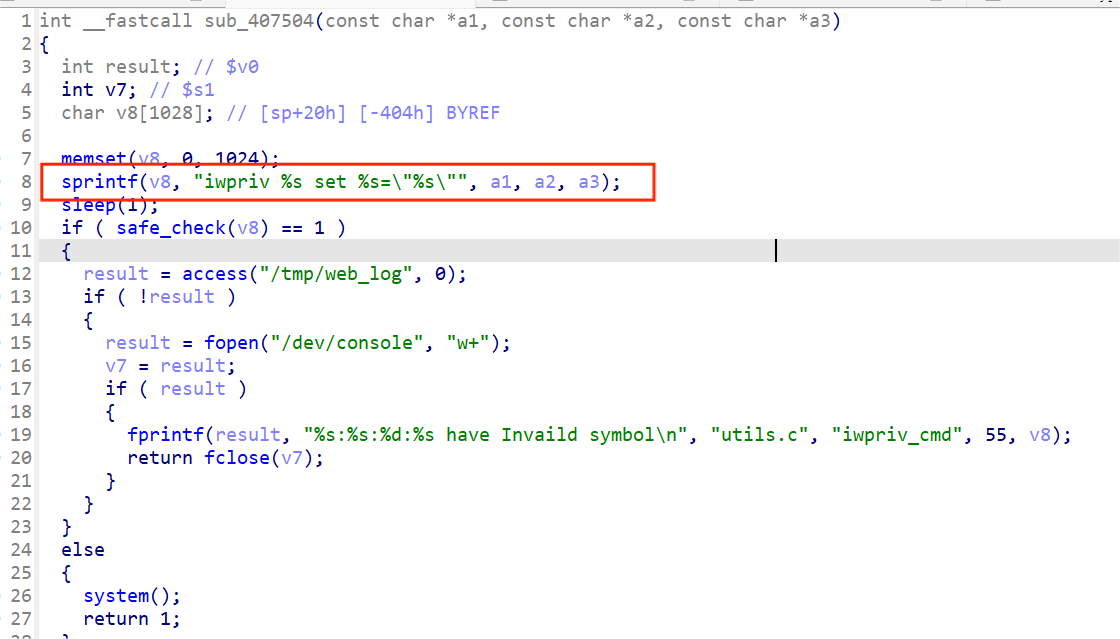 1 int __fastcall sub_407504(const char *a1, const char *a2, const char *a3)
2 {
3 int result; // $v0
4 int v7; // $s1
5 char v8[1028]; // [sp+20h] [-404h] BYREF
6
7 memset(v8, 0, 1024);
8 sprintf(v8, "iwpriv %s set %s=\"%s\"", a1, a2, a3);
9 sleep(1);
10 if ( safe_check(v8) == 1 )
11 {
12 result = access("/tmp/web_log", 0);
13 if ( !result )
14 {
15 result = fopen("/dev/console", "w+");
16 v7 = result;
17 if ( result )
18 {
19 fprintf(result, "%s:%s:%d:%s have Invaild symbol\n", "utils.c", "iwpriv_cmd", 55, v8);
20 return fclose(v7);
21 }
22 }
23 }
24 else
25 {
26 system();
27 return 1;
28 }